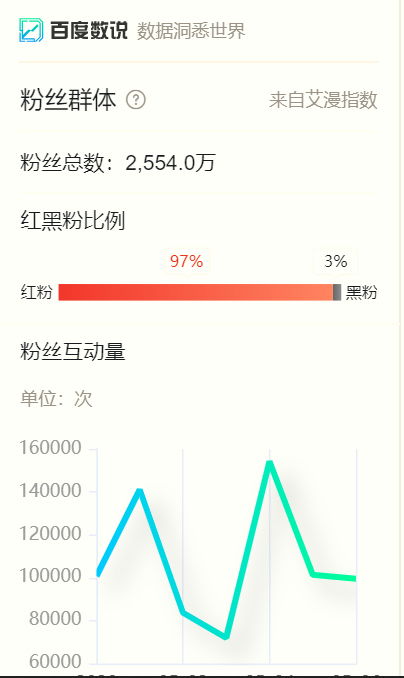 百度数说 数据洞悉世界
粉丝群体 ? 来自艾漫指数
粉丝总数：2,554.0万
红黑粉比例
97% 3%
红粉 黑粉
粉丝互动量
单位：次
160000
140000
120000
100000
80000
60000